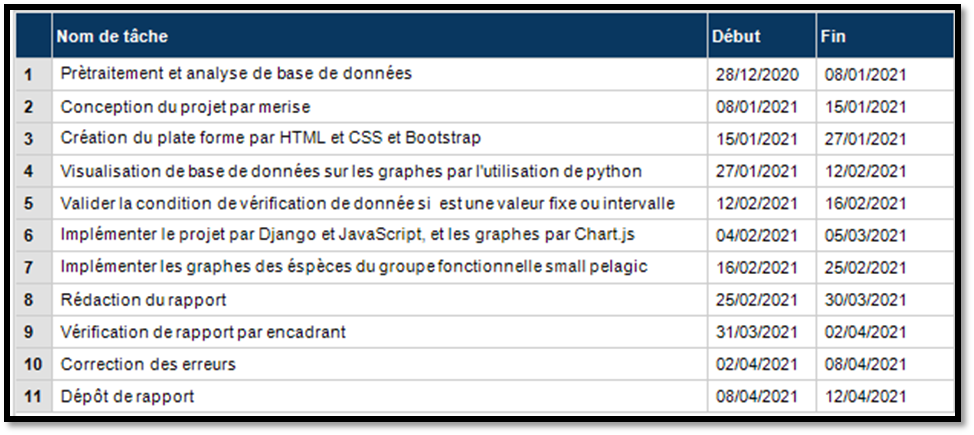 Nom de tâche Début Fin
1 Prètraitement et analyse de base de données 28/12/2020 08/01/2021
2 Conception du projet par merise 08/01/2021 15/01/2021
3 Création du plate forme par HTML et CSS et Bootstrap 15/01/2021 27/01/2021
4 Visualisation de base de données sur les graphes par l'utilisation de python 27/01/2021 12/02/2021
5 Valider la condition de vérification de donnée si est une valeur fixe ou intervalle 12/02/2021 16/02/2021
6 Implémenter le projet par Django et JavaScript, et les graphes par Chart.js 04/02/2021 05/03/2021
7 Implémenter les graphes des éspèces du groupe fonctionnelle small pelagic 16/02/2021 25/02/2021
8 Rédaction du rapport 25/02/2021 30/03/2021
9 Vérification de rapport par encadrant 31/03/2021 02/04/2021
10 Correction des erreurs 02/04/2021 08/04/2021
11 Dépôt de rapport 08/04/2021 12/04/2021